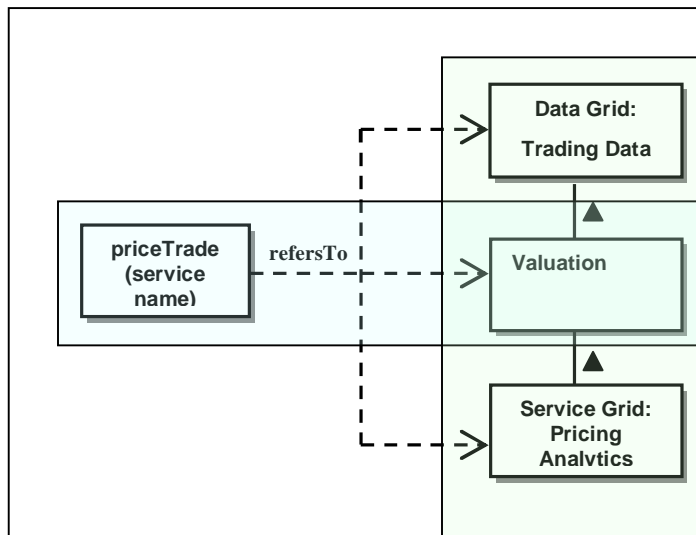 Data Grid:
Trading Data
priceTrade
(service
name)
refersTo
Valuation
Service Grid:
Pricing
Analytics